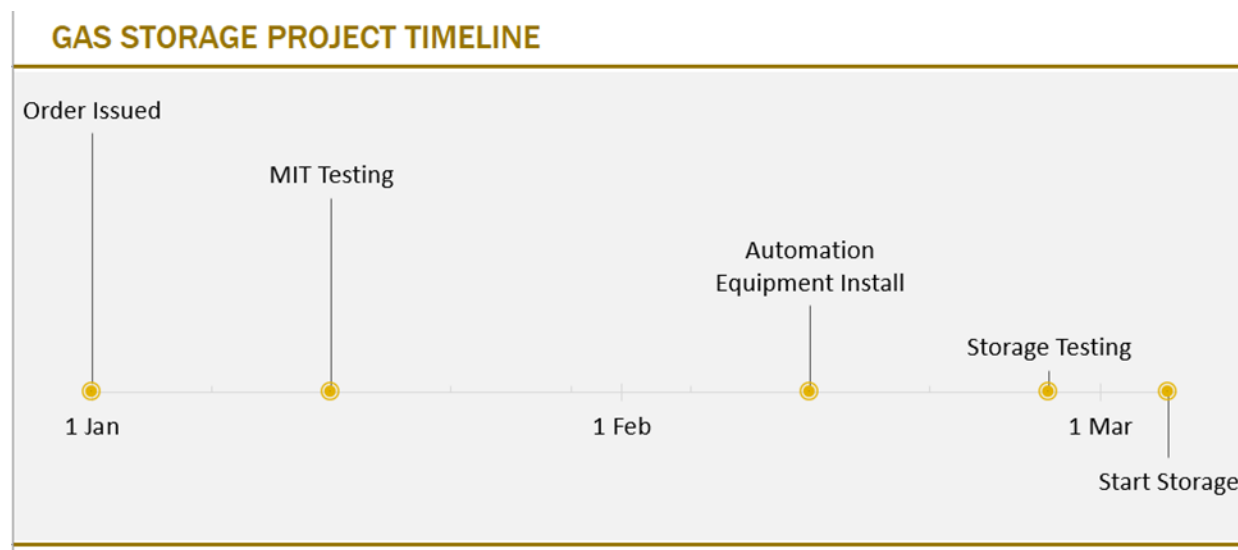 GAS STORAGE PROJECT TIMELINE
Order Issued
MIT Testing
Automation
Equipment Install
Storage Testing
1 Jan
1 Feb
1 Mar
Start Storage